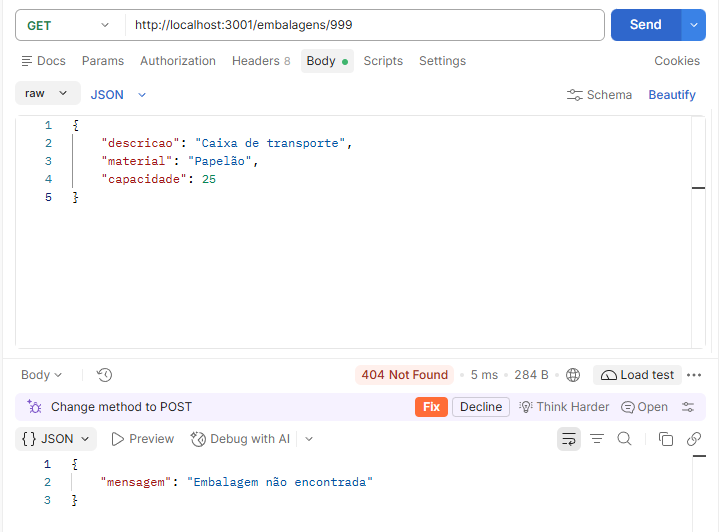 GET http://localhost:3001/embalagens/999 Send
Docs Params Authorization Headers 8 Body Scripts Settings Cookies
raw JSON Schema Beautify
1 {
2 "descricao": "Caixa de transporte",
3 "material": "Papelão",
4 "capacidade": 25
5 }
Body 404 Not Found 5 ms 284 B Load test
Change method to POST Fix Decline Think Harder Open
{} JSON Preview Debug with AI
1 {
2 "mensagem": "Embalagem não encontrada"
3 }